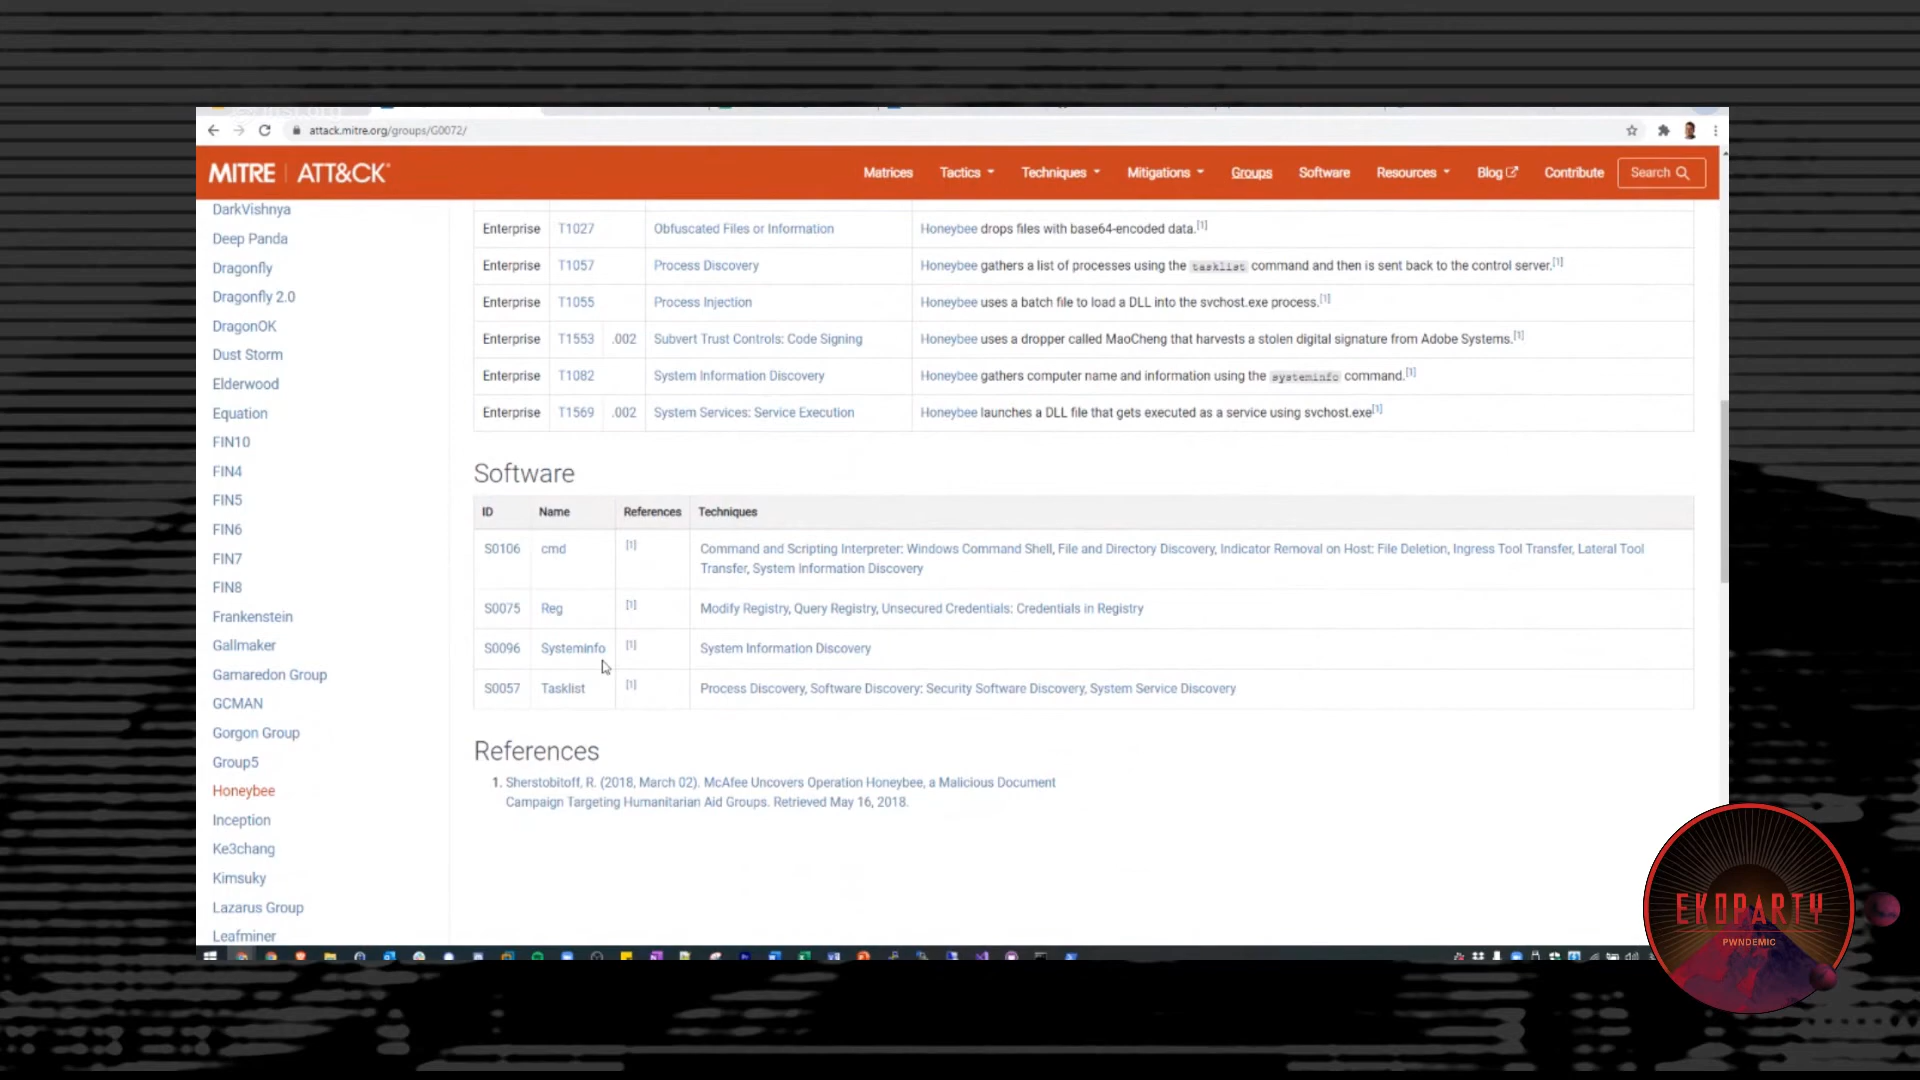 attack.mitre.org/groups/G0072/
MITRE | ATT&CK®
Matrices Tactics Techniques Mitigations Groups Software Resources Blog Contribute Search
DarkVishnya
Deep Panda
Dragonfly
Dragonfly 2.0
DragonOK
Dust Storm
Elderwood
Equation
FIN10
FIN4
FIN5
FIN6
FIN7
FIN8
Frankenstein
Gallmaker
Gamaredon Group
GCMAN
Gorgon Group
Group5
Honeybee
Inception
Ke3chang
Kimsuky
Lazarus Group
Leafminer
Enterprise T1027 Obfuscated Files or Information Honeybee drops files with base64-encoded data.[1]
Enterprise T1057 Process Discovery Honeybee gathers a list of processes using the tasklist command and then is sent back to the control server.[1]
Enterprise T1055 Process Injection Honeybee uses a batch file to load a DLL into the svchost.exe process.[1]
Enterprise T1553 .002 Subvert Trust Controls: Code Signing Honeybee uses a dropper called MaoCheng that harvests a stolen digital signature from Adobe Systems.[1]
Enterprise T1082 System Information Discovery Honeybee gathers computer name and information using the systeminfo command.[1]
Enterprise T1569 .002 System Services: Service Execution Honeybee launches a DLL file that gets executed as a service using svchost.exe[1]
Software
ID Name References Techniques
S0106 cmd [1] Command and Scripting Interpreter: Windows Command Shell, File and Directory Discovery, Indicator Removal on Host: File Deletion, Ingress Tool Transfer, Lateral Tool
Transfer, System Information Discovery
S0075 Reg [1] Modify Registry, Query Registry, Unsecured Credentials: Credentials in Registry
S0096 Systeminfo [1] System Information Discovery
S0057 Tasklist [1] Process Discovery, Software Discovery: Security Software Discovery, System Service Discovery
References
1. Sherstobitoff, R. (2018, March 02). McAfee Uncovers Operation Honeybee, a Malicious Document
Campaign Targeting Humanitarian Aid Groups. Retrieved May 16, 2018.
EKOPARTY
PWNDEMIC